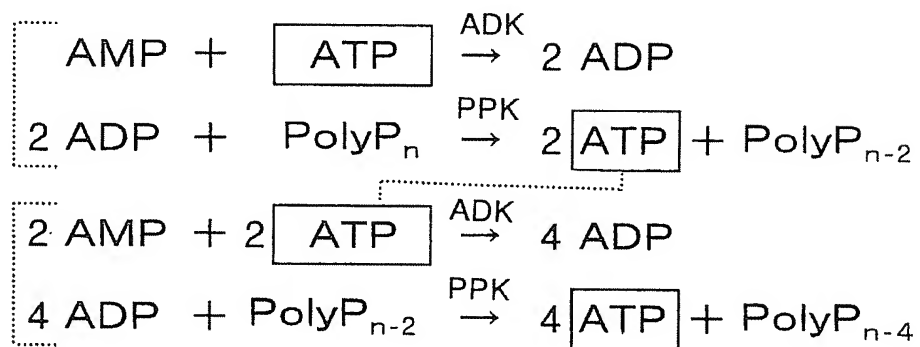 ADK
AMP + ATP → 2 ADP
PPK
2 ADP + PolyPn → 2 ATP + PolyPn-2
ADK
2 AMP + 2 ATP → 4 ADP
PPK
4 ADP + PolyPn-2 → 4 ATP + PolyPn-4